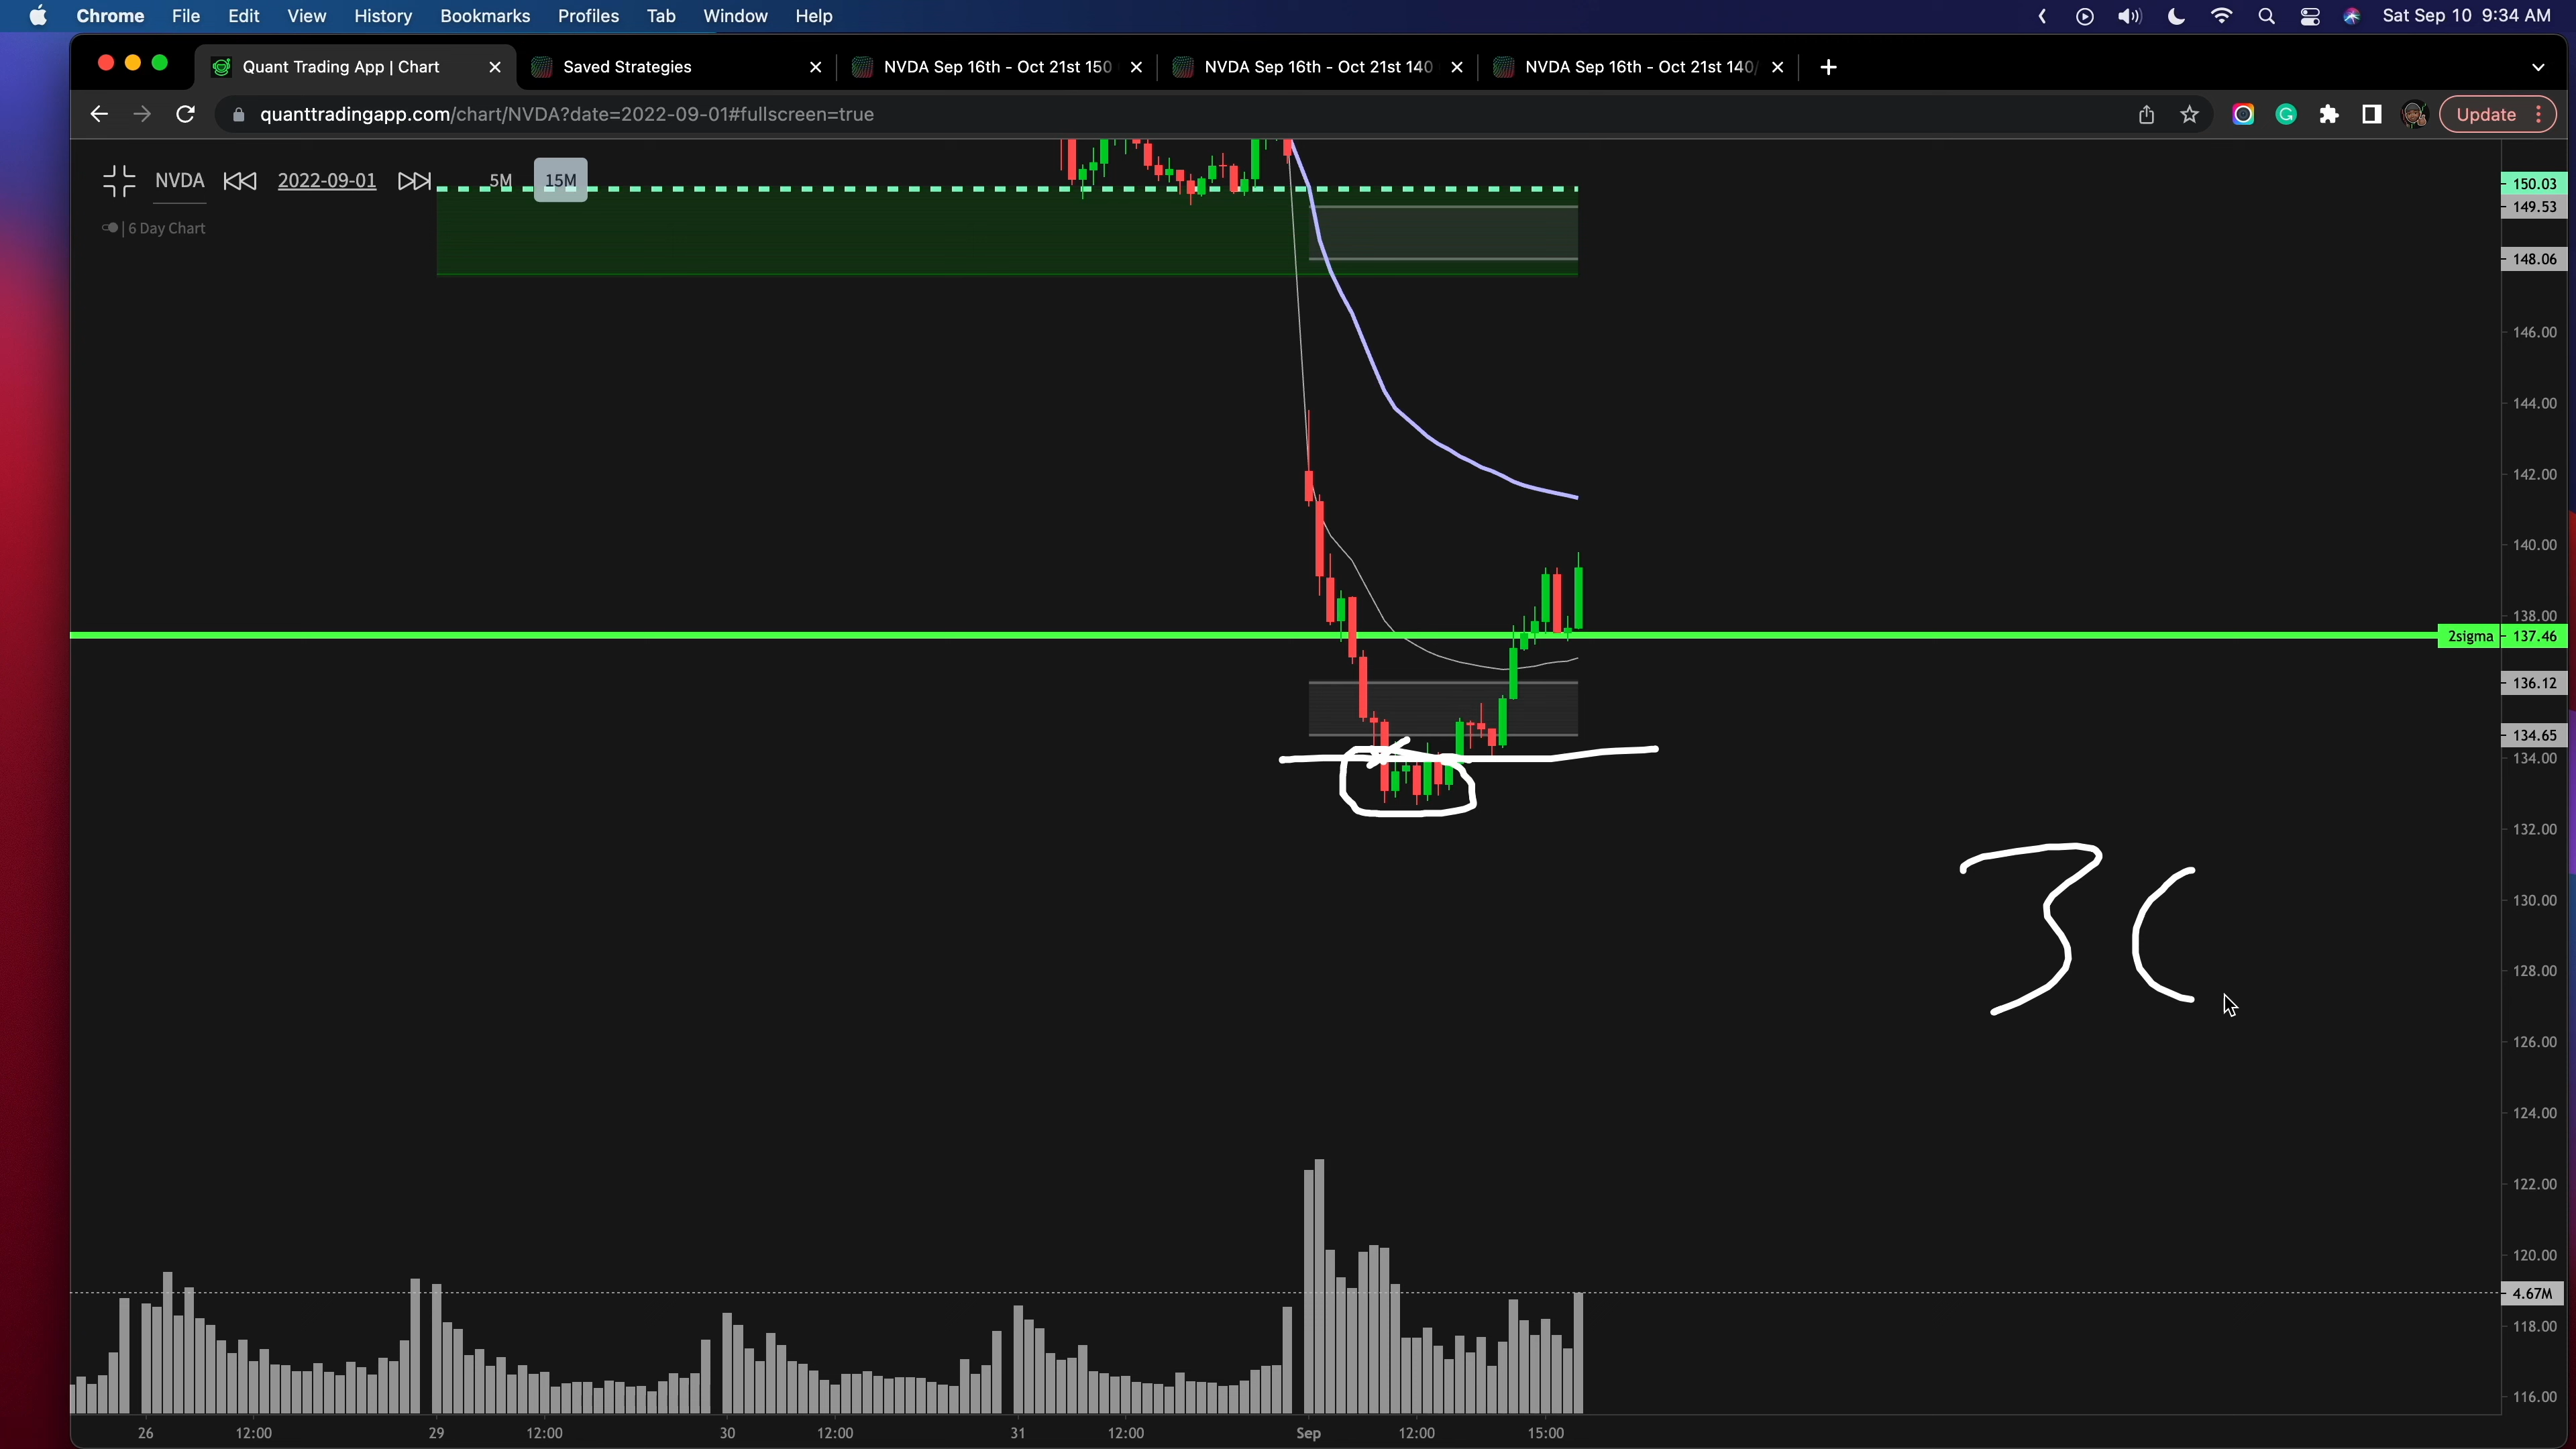 Chrome File Edit View History Bookmarks Profiles Tab Window Help Sat Sep 10 9:34 AM
Quant Trading App | Chart Saved Strategies NVDA Sep 16th - Oct 21st 150 NVDA Sep 16th - Oct 21st 140 NVDA Sep 16th - Oct 21st 140/
quanttradingapp.com/chart/NVDA?date=2022-09-01#fullscreen=true Update
NVDA 2022-09-01 5M 15M
6 Day Chart
150.03
149.53
148.06
146.00
144.00
142.00
140.00
138.00
2sigma 137.46
136.12
134.65
134.00
132.00
130.00
128.00
126.00
124.00
122.00
120.00
4.67M
118.00
116.00
3
26 12:00 29 12:00 30 12:00 31 12:00 Sep 12:00 15:00